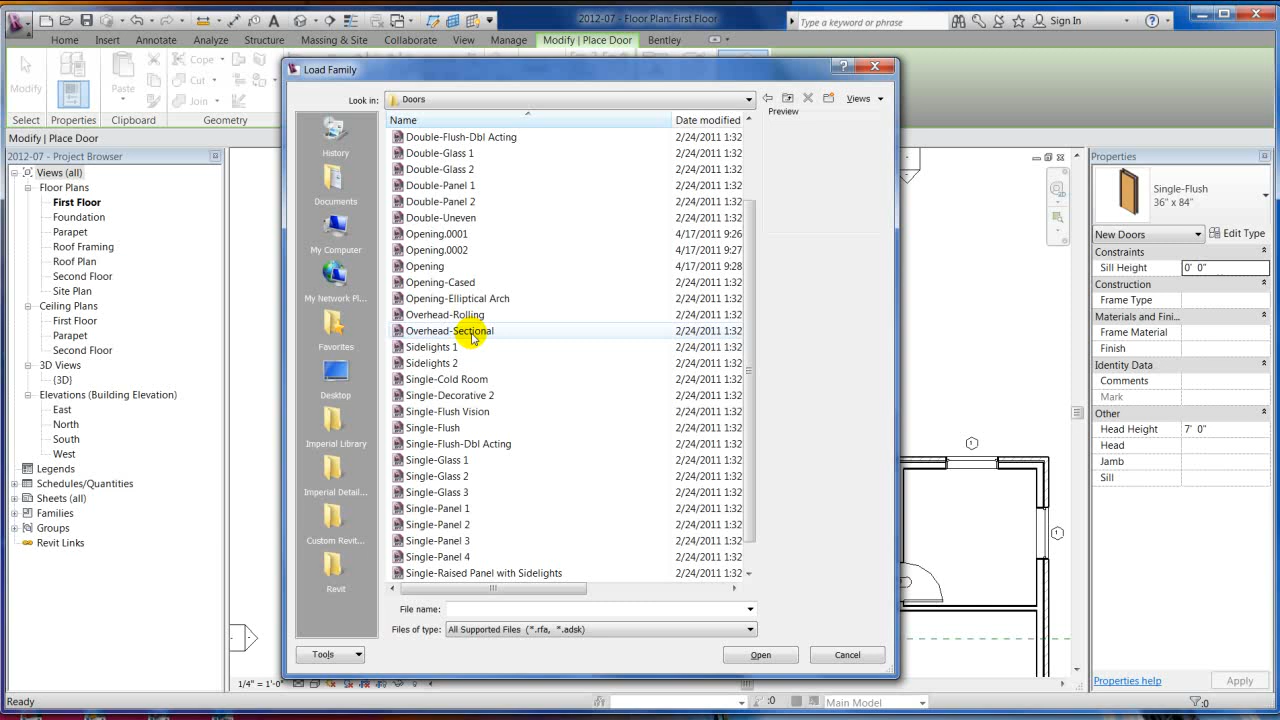 2012-07 - Floor Plan: First Floor
Type a keyword or phrase
Sign In
Home Insert Annotate Analyze Structure Massing & Site Collaborate View Manage Modify | Place Door Bentley
Modify
Cope
Cut
Join
Paste
Select Properties Clipboard Geometry
Modify | Place Door
2012-07 - Project Browser
Views (all)
Floor Plans
First Floor
Foundation
Parapet
Roof Framing
Roof Plan
Second Floor
Site Plan
Ceiling Plans
First Floor
Parapet
Second Floor
3D Views
{3D}
Elevations (Building Elevation)
East
North
South
West
Legends
Schedules/Quantities
Sheets (all)
Families
Groups
Revit Links
Load Family
Look in: Doors
Views
Preview
History
Documents
My Computer
My Network Pl...
Favorites
Desktop
Imperial Library
Imperial Detail...
Custom Revit...
Revit
Name Date modified
Double-Flush-Dbl Acting 2/24/2011 1:32
Double-Glass 1 2/24/2011 1:32
Double-Glass 2 2/24/2011 1:32
Double-Panel 1 2/24/2011 1:32
Double-Panel 2 2/24/2011 1:32
Double-Uneven 2/24/2011 1:32
Opening.0001 4/17/2011 9:26
Opening.0002 4/17/2011 9:27
Opening 4/17/2011 9:28
Opening-Cased 2/24/2011 1:32
Opening-Elliptical Arch 2/24/2011 1:32
Overhead-Rolling 2/24/2011 1:32
Overhead-Sectional 2/24/2011 1:32
Sidelights 1 2/24/2011 1:32
Sidelights 2 2/24/2011 1:32
Single-Cold Room 2/24/2011 1:32
Single-Decorative 2 2/24/2011 1:32
Single-Flush Vision 2/24/2011 1:32
Single-Flush 2/24/2011 1:32
Single-Flush-Dbl Acting 2/24/2011 1:32
Single-Glass 1 2/24/2011 1:32
Single-Glass 2 2/24/2011 1:32
Single-Glass 3 2/24/2011 1:32
Single-Panel 1 2/24/2011 1:32
Single-Panel 2 2/24/2011 1:32
Single-Panel 3 2/24/2011 1:32
Single-Panel 4 2/24/2011 1:32
Single-Raised Panel with Sidelights 2/24/2011 1:32
File name:
Files of type: All Supported Files (*.rfa, *.adsk)
Tools Open Cancel
Properties
Single-Flush
36" x 84"
New Doors Edit Type
Constraints
Sill Height 0' 0"
Construction
Frame Type
Materials and Fini...
Frame Material
Finish
Identity Data
Comments
Mark
Other
Head Height 7' 0"
Head
Jamb
Sill
Properties help Apply
1
1
1/4" = 1'-0"
Ready
:0
Main Model
:0